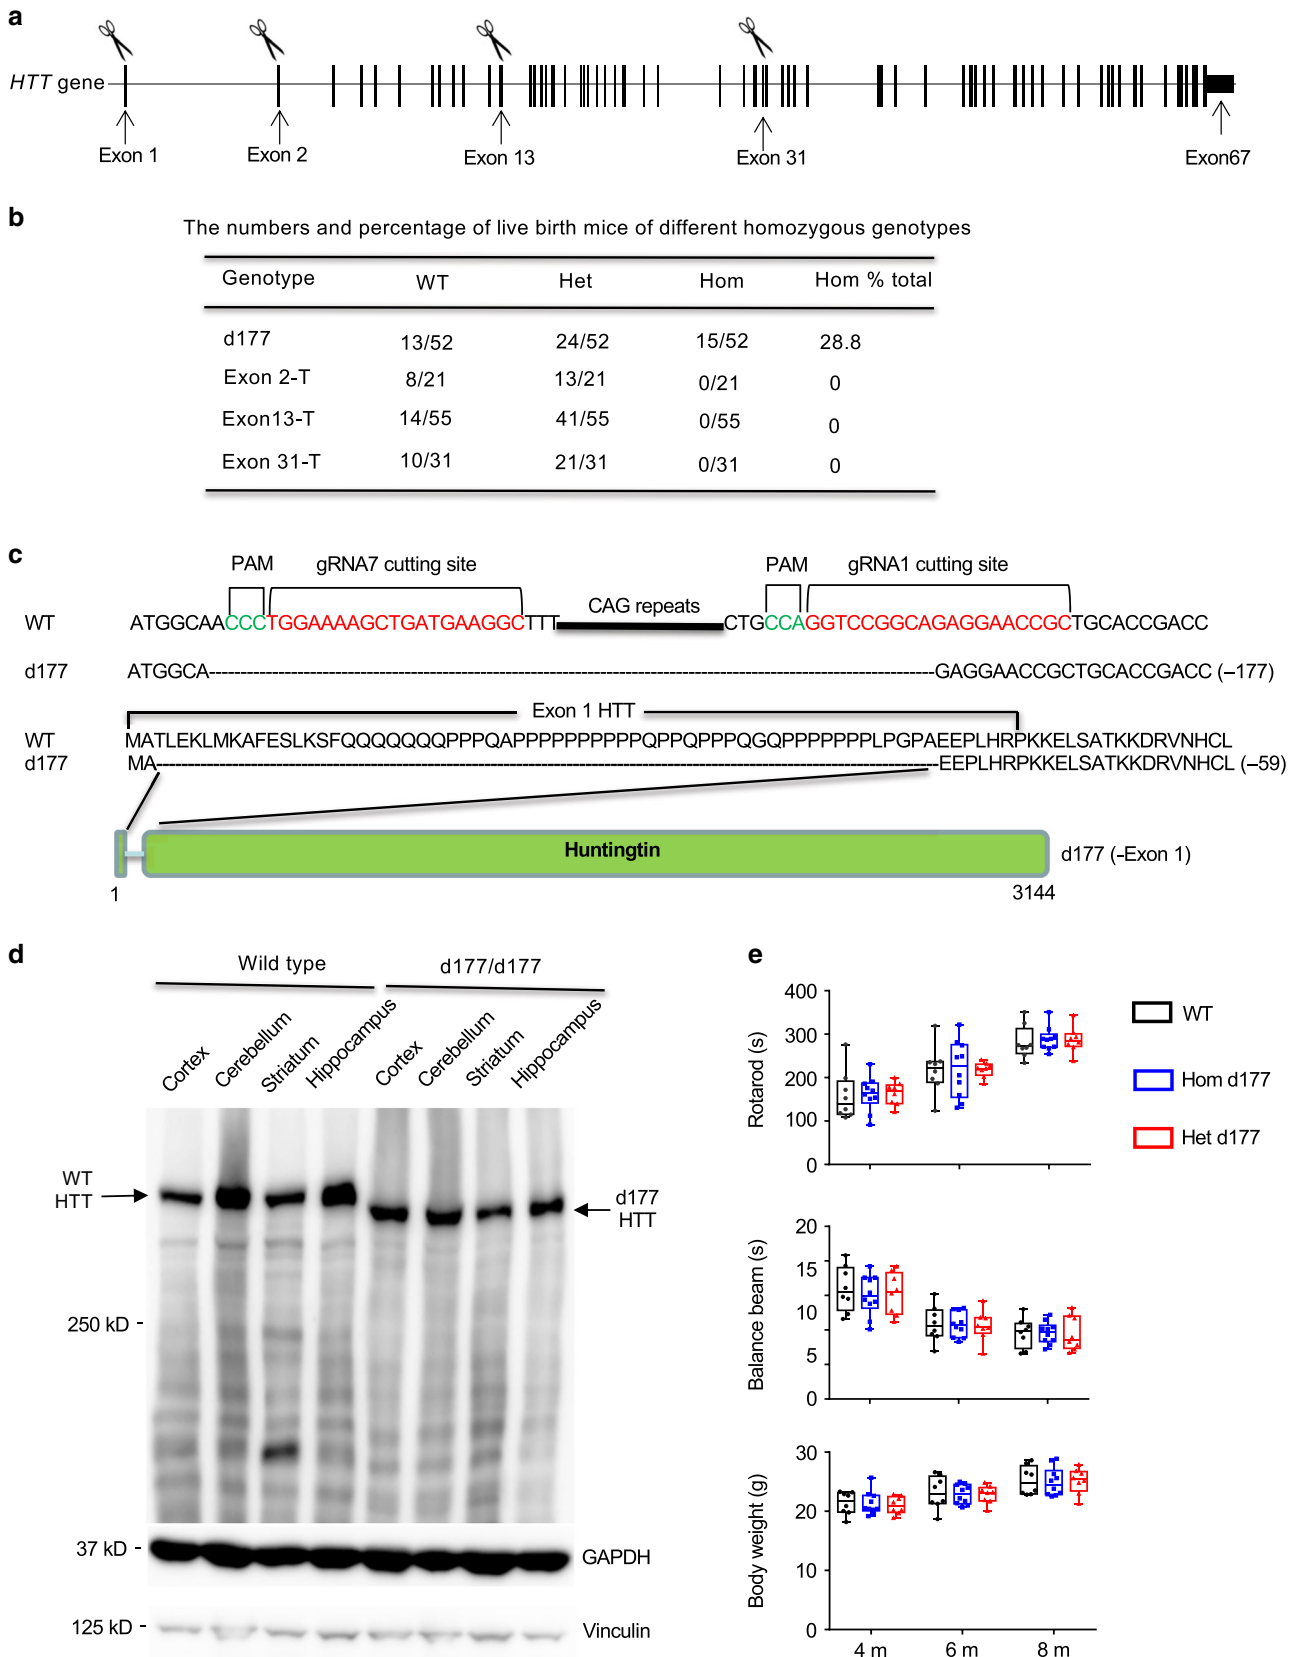 a
HTT gene
Exon 1
Exon 2
Exon 13
Exon 31
Exon67
b
The numbers and percentage of live birth mice of different homozygous genotypes
Genotype WT Het Hom Hom % total
d177 13/52 24/52 15/52 28.8
Exon 2-T 8/21 13/21 0/21 0
Exon13-T 14/55 41/55 0/55 0
Exon 31-T 10/31 21/31 0/31 0
c
PAM gRNA7 cutting site PAM gRNA1 cutting site
CAG repeats
WT ATGGCAACCCTGGAAAAGCTGATGAAGGCTTT CTGCCAGGTCCGGCAGAGGAACCGCTGCACCGACC
d177 ATGGCA GAGGAACCGCTGCACCGACC (–177)
Exon 1 HTT
WT MATLEKLMKAFESLKSFQQQQQQQPPPQAPPPPPPPPPPQPPQPPPQGQPPPPPPPLPGPAEEPLHRPKKELSATKKDRVNHCL
d177 MA EEPLHRPKKELSATKKDRVNHCL (–59)
Huntingtin
d177 (-Exon 1)
1 3144
d
Wild type d177/d177
Cortex Cerebellum Striatum Hippocampus Cortex Cerebellum Striatum Hippocampus
WT
HTT
d177
HTT
250 kD
37 kD GAPDH
125 kD Vinculin
e
Rotarod (s)
400
300
200
100
0
WT
Hom d177
Het d177
Balance beam (s)
20
15
10
5
0
Body weight (g)
30
20
10
0
4 m 6 m 8 m